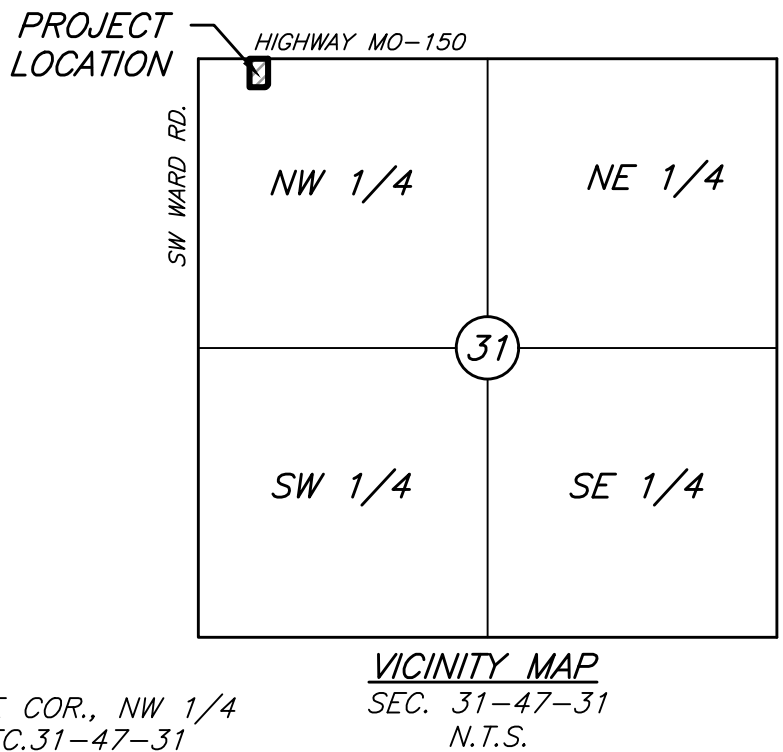 PROJECT
LOCATION
HIGHWAY MO-150
SW WARD RD.
NW 1/4
NE 1/4
31
SW 1/4
SE 1/4
VICINITY MAP
SEC. 31-47-31
N.T.S.
COR., NW 1/4
C.31-47-31